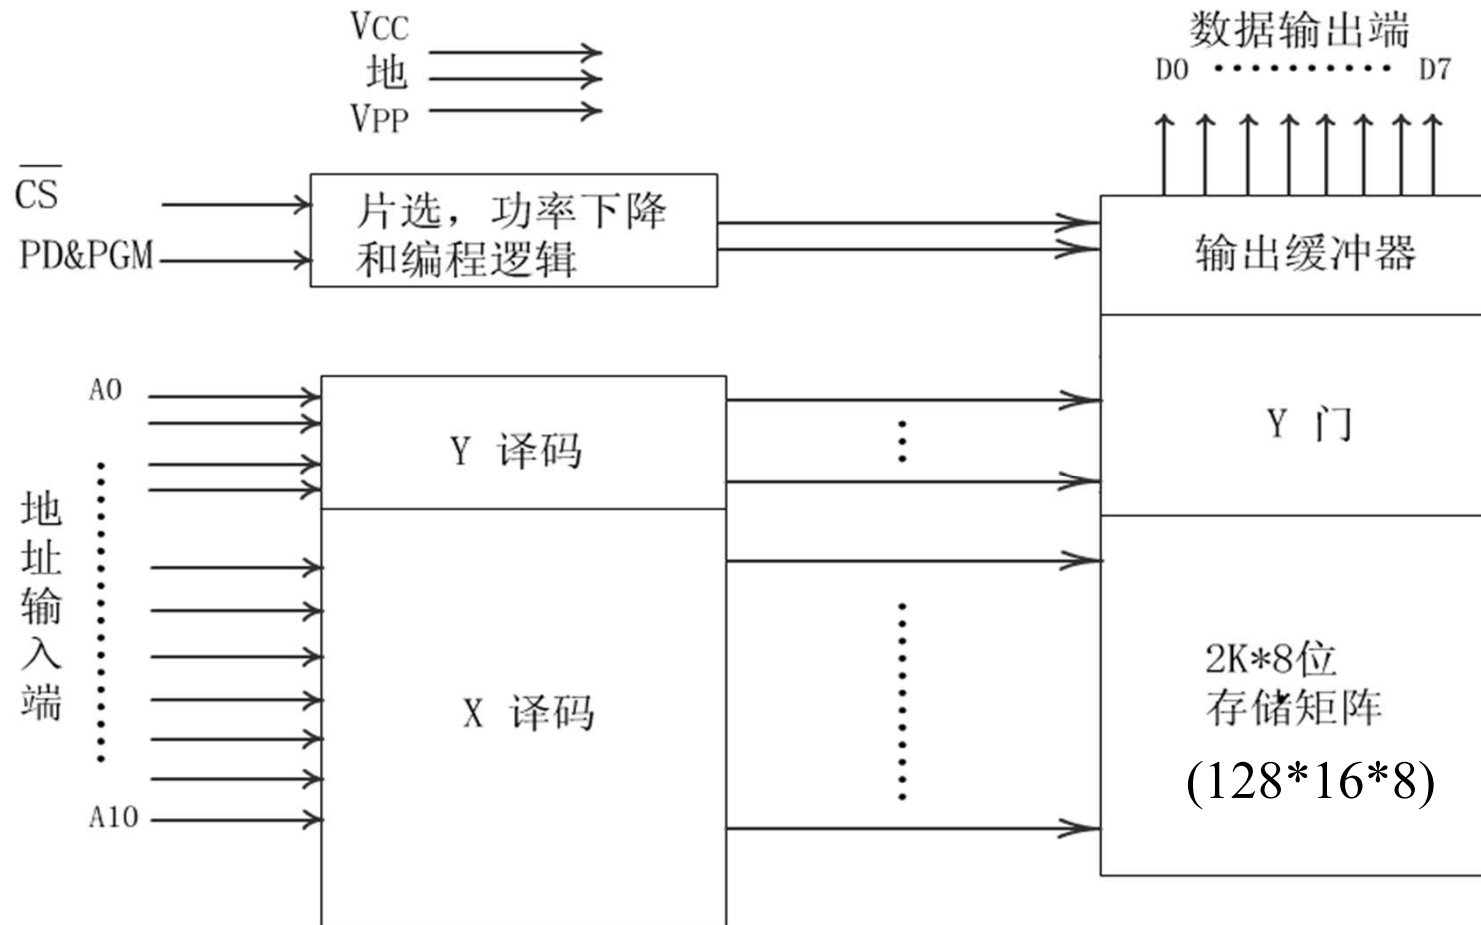 VCC
地
VPP
数据输出端
D0 ·········· D7
CS
PD&PGM
片选，功率下降
和编程逻辑
输出缓冲器
A0
Y 译码
Y 门
地址输入端
X 译码
2K*8位
存储矩阵
(128*16*8)
A10